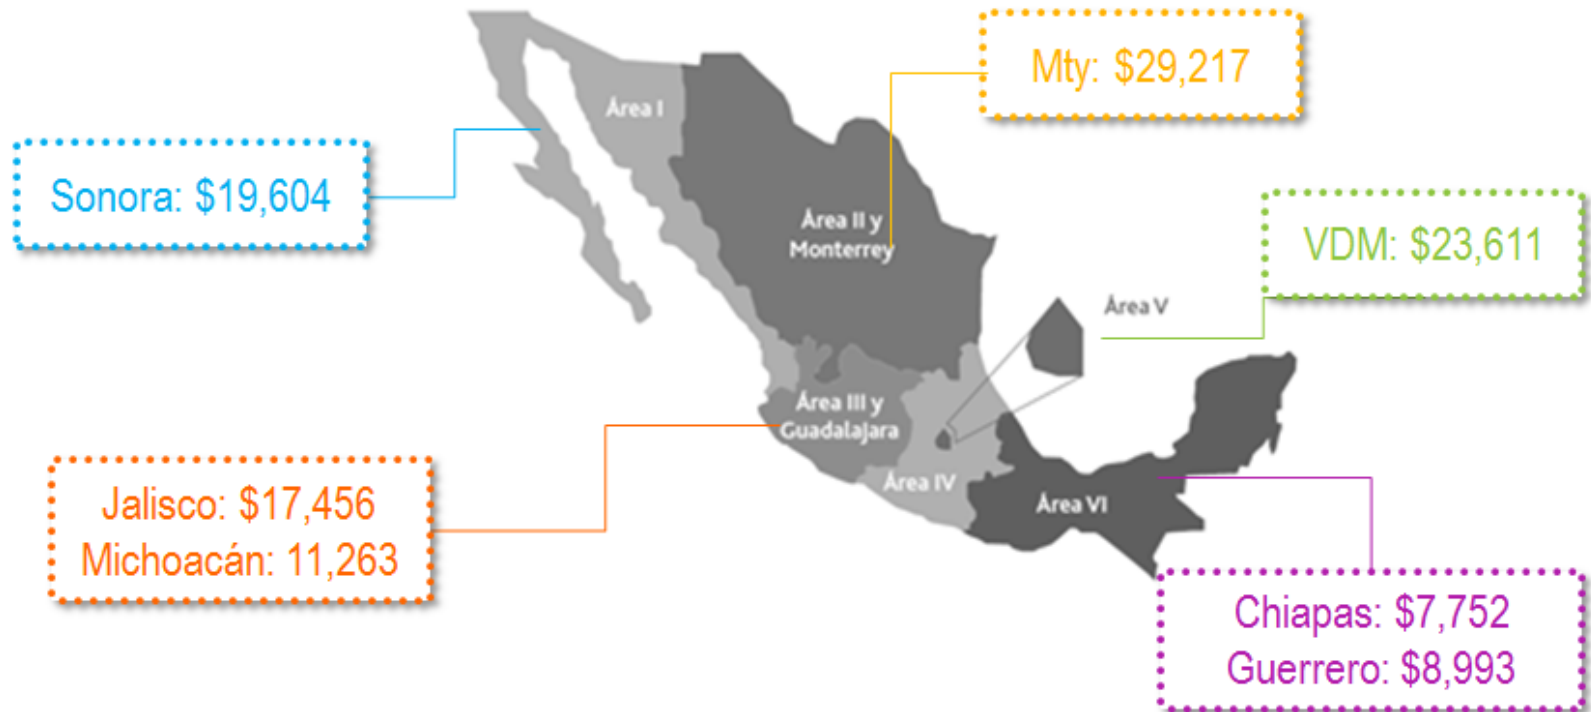 Mty: $29,217
Área I
Sonora: $19,604
Área II y
Monterrey
VDM: $23,611
Área V
Área III y
Guadalajara
Jalisco: $17,456
Michoacán: 11,263
Área IV
Área VI
Chiapas: $7,752
Guerrero: $8,993